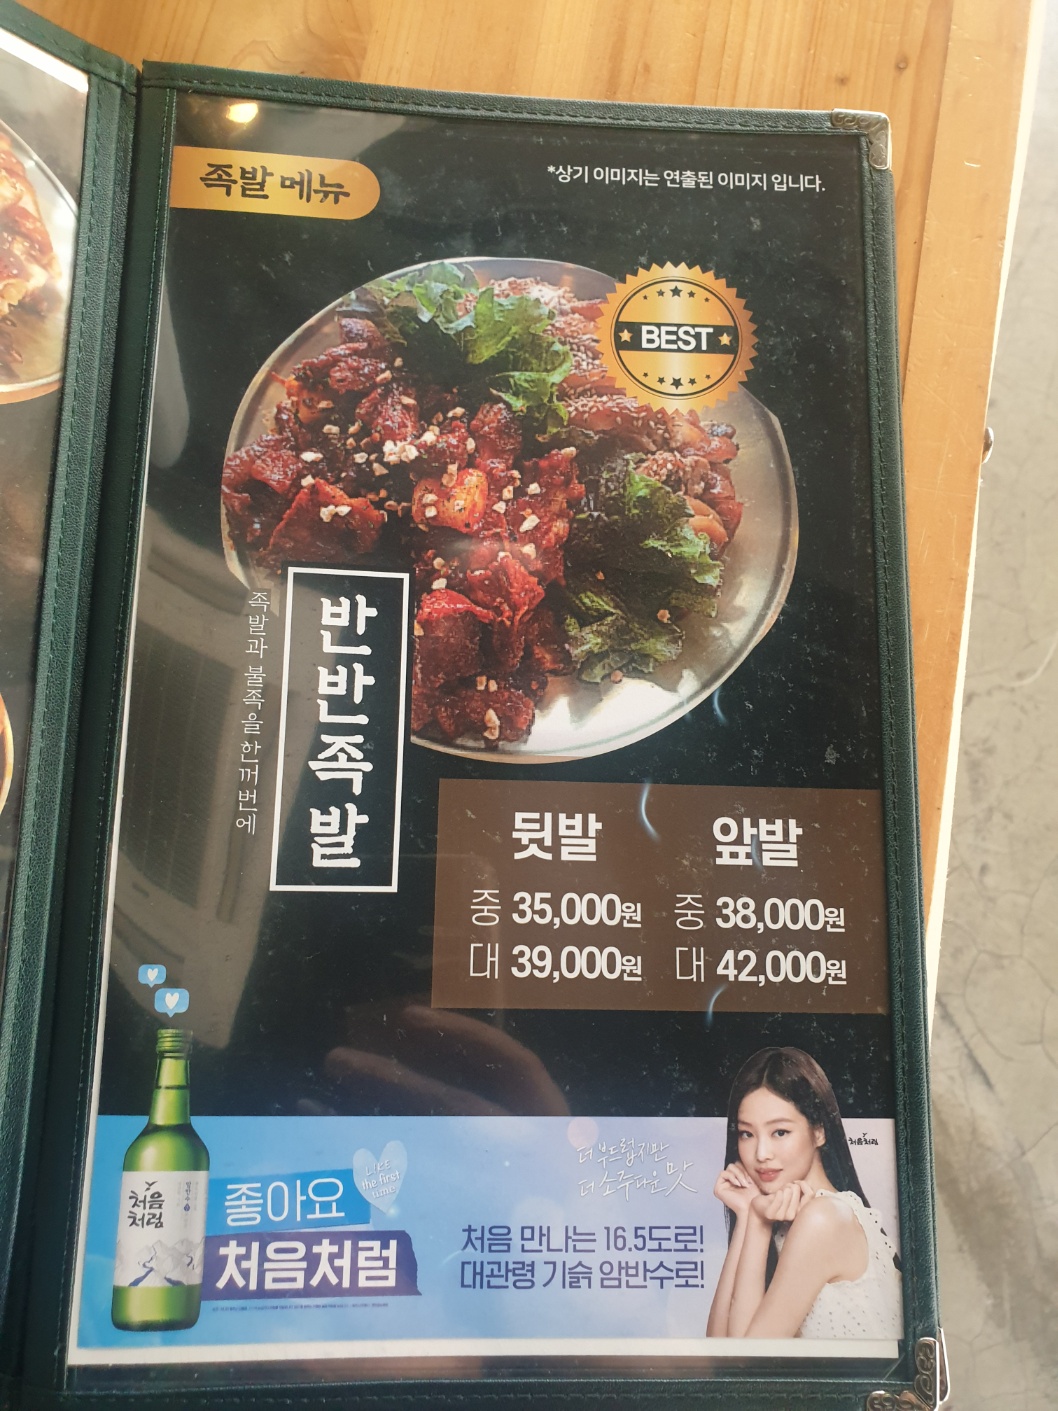 족발 메뉴
*상기 이미지는 연출된 이미지 입니다.
BEST
족발과 불족을 한꺼번에
반반족발
뒷발
중 35,000원
대 39,000원
앞발
중 38,000원
대 42,000원
처음
처럼
좋아요
LIKE
the first
time
처음처럼
더 부드럽지만
더 소주다운 맛
처음 만나는 16.5도로!
대관령 기슭 암반수로!
처음처럼